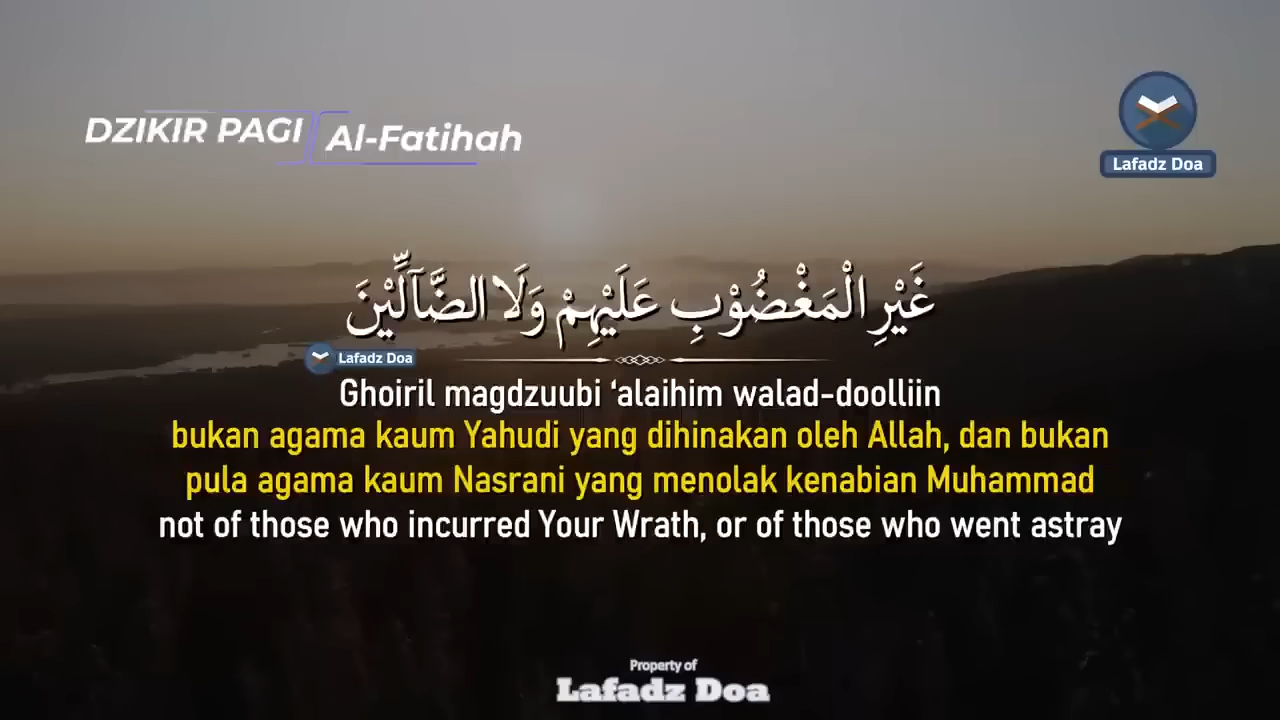 DZIKIR PAGI
Al-Fatihah
Lafadz Doa
غَيْرِ الْمَغْضُوْبِ عَلَيْهِمْ وَلَا الضَّآلِّيْنَ
Lafadz Doa
Ghoiril magdzuubi ‘alaihim walad-doolliin
bukan agama kaum Yahudi yang dihinakan oleh Allah, dan bukan
pula agama kaum Nasrani yang menolak kenabian Muhammad
not of those who incurred Your Wrath, or of those who went astray
Property of
Lafadz Doa